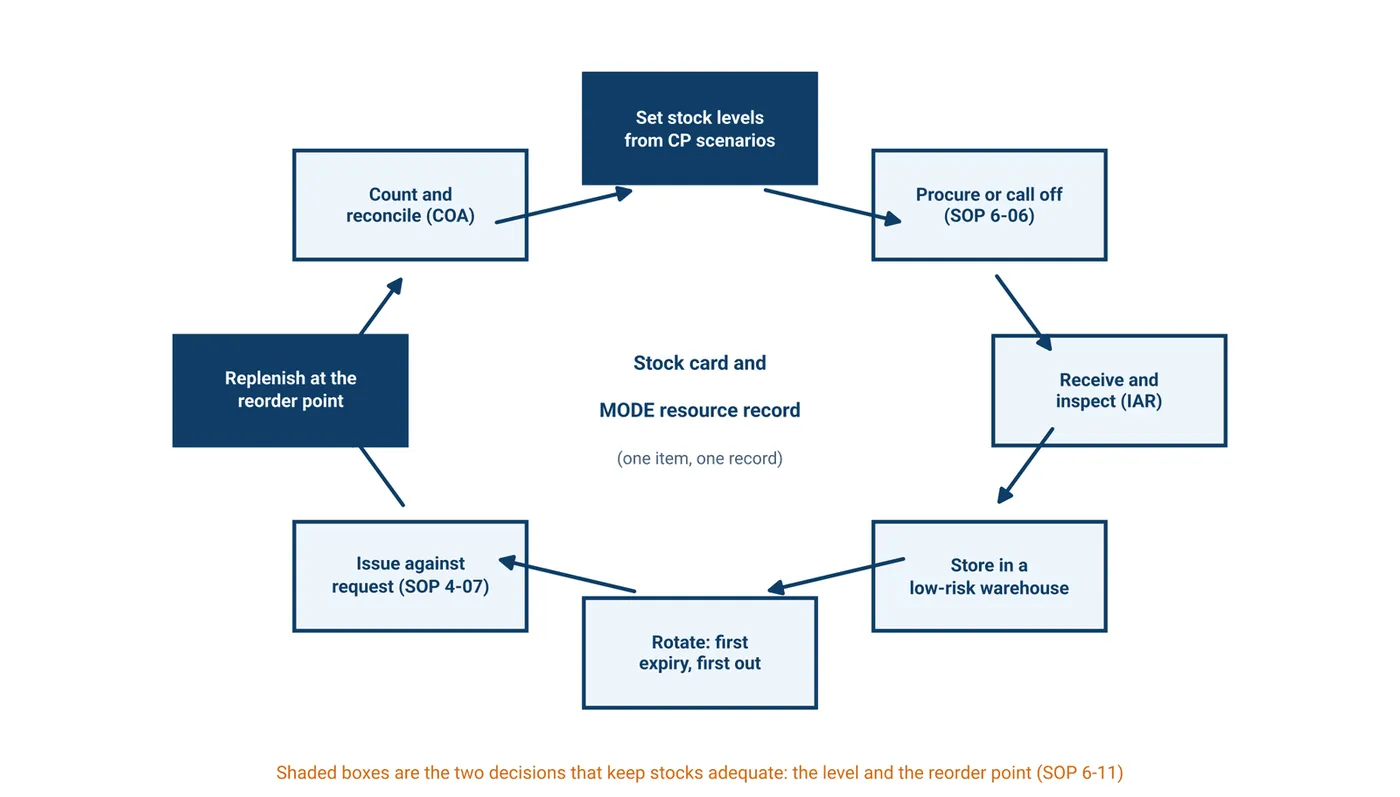 Set stock levels
from CP scenarios
Procure or call off
(SOP 6-06)
Receive and
inspect (IAR)
Store in a
low-risk warehouse
Rotate: first
expiry, first out
Issue against
request (SOP 4-07)
Replenish at the
reorder point
Count and
reconcile (COA)
Stock card and
MODE resource record
(one item, one record)
Shaded boxes are the two decisions that keep stocks adequate: the level and the reorder point (SOP 6-11)